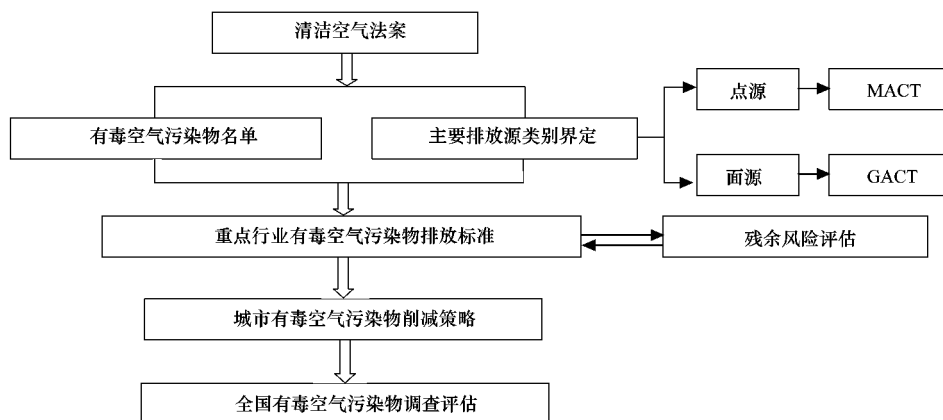 清洁空气法案
点源
MACT
有毒空气污染物名单
主要排放源类别界定
面源
GACT
重点行业有毒空气污染物排放标准
残余风险评估
城市有毒空气污染物削减策略
全国有毒空气污染物调查评估